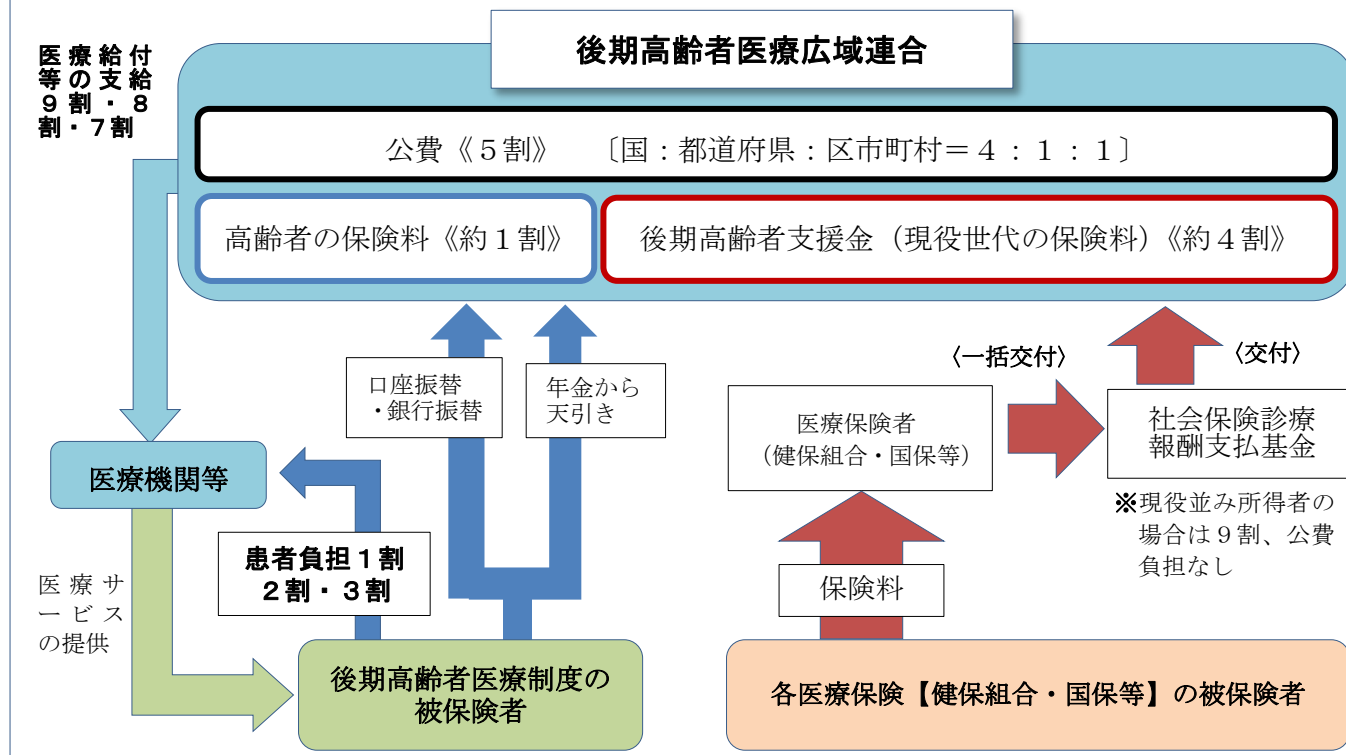 後期高齢者医療広域連合
医療給付
等の支給
９割・８
割・７割
公費《５割》　〔国：都道府県：区市町村＝４：１：１〕
高齢者の保険料《約１割》
後期高齢者支援金（現役世代の保険料）《約４割》
口座振替
・銀行振替
年金から
天引き
〈一括交付〉
〈交付〉
医療保険者
（健保組合・国保等）
社会保険診療
報酬支払基金
医療機関等
※現役並み所得者の
場合は９割、公費
負担なし
患者負担１割
２割・３割
医療サ
ービス
の提供
保険料
後期高齢者医療制度の
被保険者
各医療保険【健保組合・国保等】の被保険者